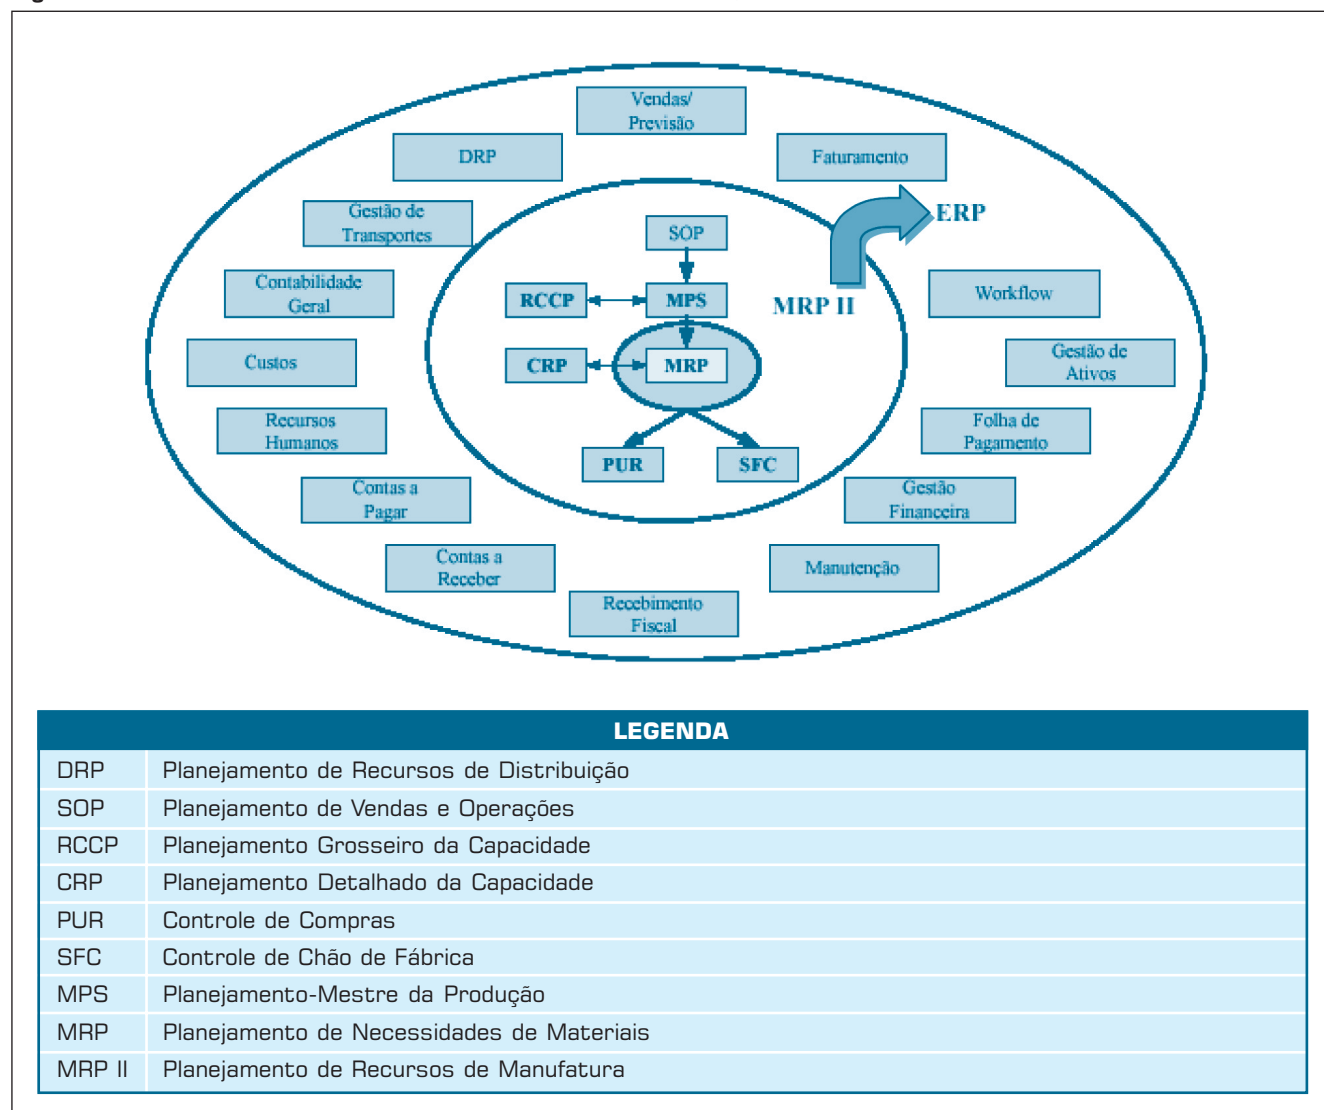 Vendas/
Previsão
DRP
Faturamento
Gestão de
Transportes
ERP
SOP
Contabilidade
Geral
RCCP
MPS
MRP II
Workflow
Custos
CRP
MRP
Gestão de
Ativos
Recursos
Humanos
Folha de
Pagamento
PUR
SFC
Contas a
Pagar
Gestão
Financeira
Contas a
Receber
Manutenção
Recebimento
Fiscal
LEGENDA
DRP Planejamento de Recursos de Distribuição
SOP Planejamento de Vendas e Operações
RCCP Planejamento Grosseiro da Capacidade
CRP Planejamento Detalhado da Capacidade
PUR Controle de Compras
SFC Controle de Chão de Fábrica
MPS Planejamento-Mestre da Produção
MRP Planejamento de Necessidades de Materiais
MRP II Planejamento de Recursos de Manufatura